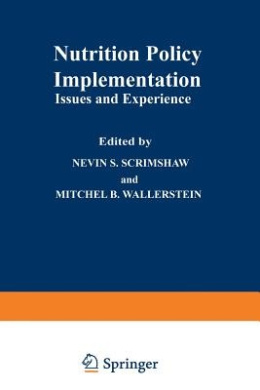 Nutrition Policy
Implementation
Issues and Experience
Edited by
NEVIN S. SCRIMSHAW
and
MITCHEL B. WALLERSTEIN
Springer